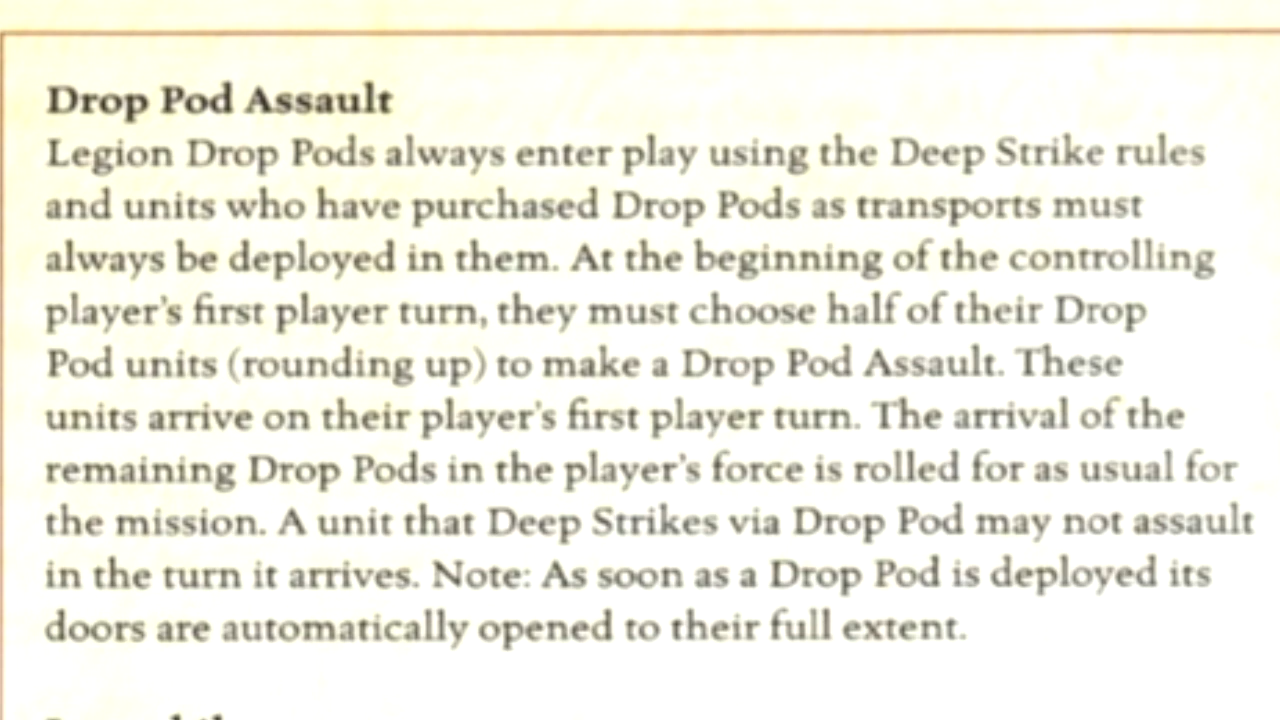 Drop Pod Assault
Legion Drop Pods always enter play using the Deep Strike rules
and units who have purchased Drop Pods as transports must
always be deployed in them. At the beginning of the controlling
player's first player turn, they must choose half of their Drop
Pod units (rounding up) to make a Drop Pod Assault. These
units arrive on their player's first player turn. The arrival of the
remaining Drop Pods in the player's force is rolled for as usual for
the mission. A unit that Deep Strikes via Drop Pod may not assault
in the turn it arrives. Note: As soon as a Drop Pod is deployed its
doors are automatically opened to their full extent.